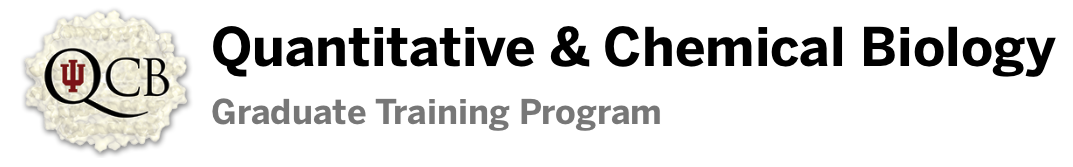 QCB
Quantitative & Chemical Biology
Graduate Training Program